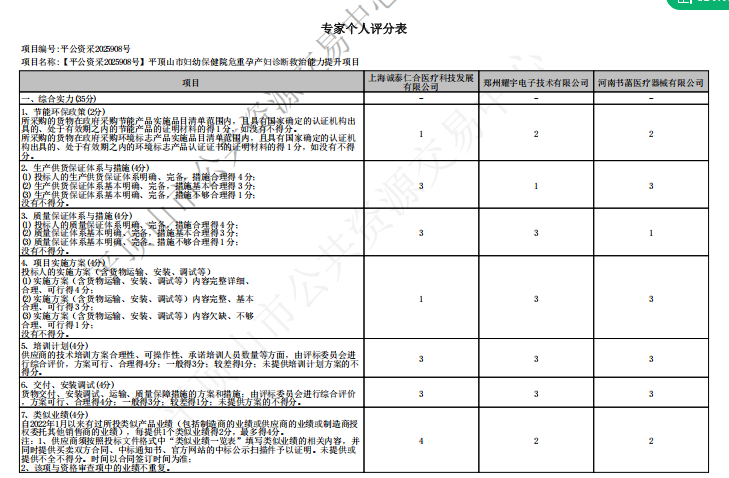 专家个人评分表
项目编号:平公资采2025908号
项目名称:【平公资采2025908号】平顶山市妇幼保健院危重孕产妇诊断救治能力提升项目
项目 上海诚泰仁合医疗科技发展有限公司 郑州耀宇电子技术有限公司 河南书菡医疗器械有限公司
一、综合实力(35分) - - -
1、节能环保政策(2分)
所采购的货物在政府采购节能产品实施品目清单范围内，且具有国家确定的认证机构出
具的、处于有效期之内的节能产品的证明材料的得1分，如没有不得分。
所采购的货物在政府采购环境标志产品实施品目清单范围内，且具有国家确定的认证机
构出具的、处于有效期之内的环境标志产品认证证书的证明材料的得1分，如没有不得
分。
1 2 2
2、生产供货保证体系与措施(4分)
(1)投标人的生产供货保证体系明确、完备，措施合理得4分；
(2)生产供货保证体系基本明确、完备，措施基本合理得3分；
(3)生产供货保证体系基本明确、完备，措施不够合理得1分；
没有不得分。
3 1 3
3、质量保证体系与措施(4分)
(1)投标人的质量保证体系明确、完备，措施合理得4分；
(2)质量保证体系基本明确、完备，措施基本合理得3分；
(3)质量保证体系基本明确、完备，措施不够合理得1分；
没有不得分。
3 3 1
4、项目实施方案(4分)
投标人的实施方案（含货物运输、安装、调试等）
(1)实施方案（含货物运输、安装、调试等）内容完整详细、
合理、可行得4分；
(2)实施方案（含货物运输、安装、调试等）内容完整、基本
合理、可行得3分；
(3)实施方案（含货物运输、安装、调试等）内容欠缺、不够
合理、可行得1分；
没有不得分。
1 3 3
5、培训计划(4分)
供应商的技术培训方案合理性、可操作性、承诺培训人员数量等方面，由评标委员会进
行综合评价，方案可行、合理得4分；一般得3分；较差得1分；未提供培训计划方案的不
得分。
3 3 3
6、交付、安装调试(4分)
货物交付、安装调试、运输、质量保障措施的方案和措施；由评标委员会进行综合评价
，方案可行、合理得4分；一般得3分；较差得1分；未提供方案的不得分。
3 3 3
7、类似业绩(4分)
自2022年1月以来有过所投类似产品业绩（包括制造商的业绩或供应商的业绩或制造商授
权委托其他销售商的业绩），每提供1个类似业绩得2分，最多得4分。
注：1、供应商须按照投标文件格式中“类似业绩一览表”填写类似业绩的相关内容，并
同时提供买卖双方合同、中标通知书、官方网站的中标公示扫描件予以证明。未提供或
提供不全不得分。时间以合同签订时间为准；
2、该项与资格审查项中的业绩不重复。
4 2 2
平顶山市公共资源交易中心
平顶山市公共资源交易中心